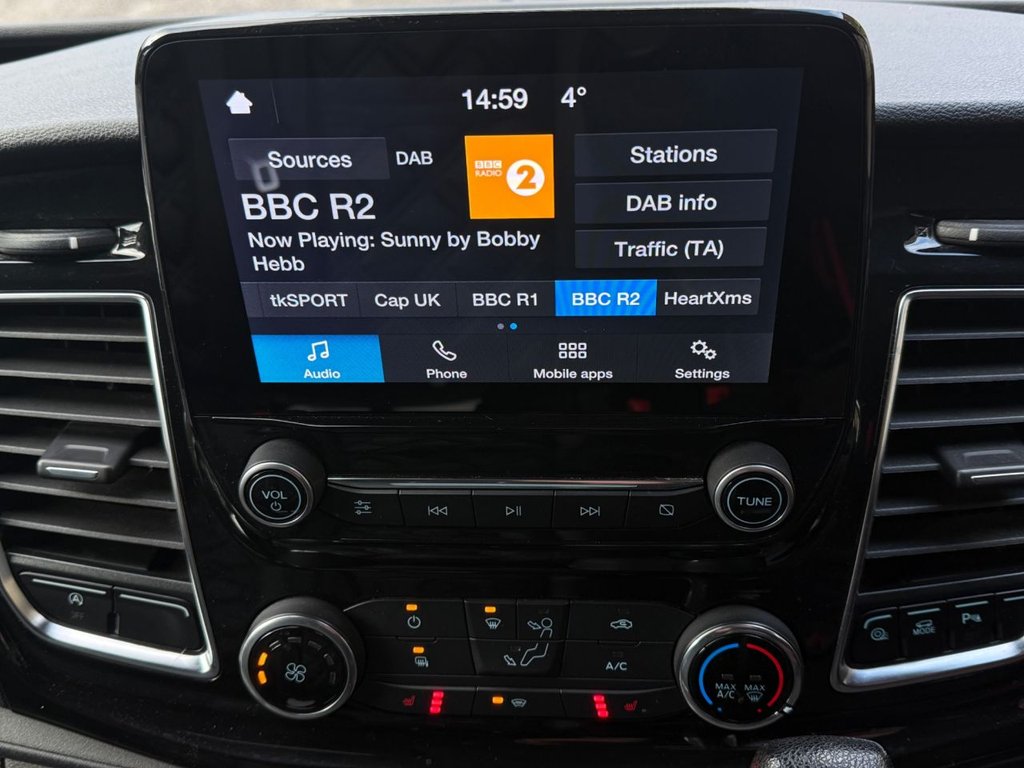 14:59 4°
Sources DAB
BBC
RADIO 2
Stations
BBC R2
DAB info
Now Playing: Sunny by Bobby
Hebb
Traffic (TA)
tkSPORT Cap UK BBC R1 BBC R2 HeartXms
Audio Phone Mobile apps Settings
VOL
TUNE
A OFF
MODE
P
A/C
MAX A/C
MAX